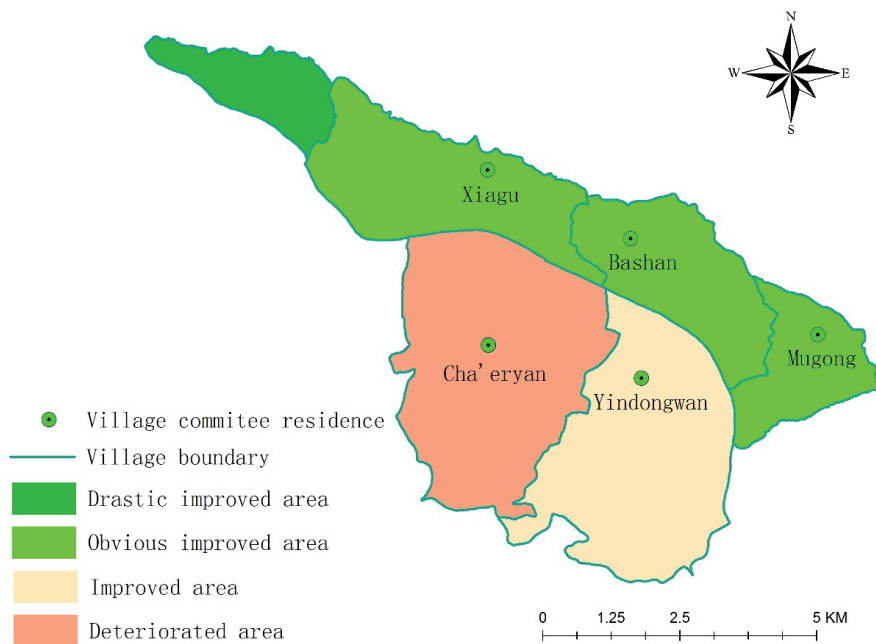 N
W E
S
Xiagu
Bashan
Mugong
Cha'eryan
Yindongwan
Village commitee residence
Village boundary
Drastic improved area
Obvious improved area
Improved area
Deteriorated area
0 1.25 2.5 5 KM